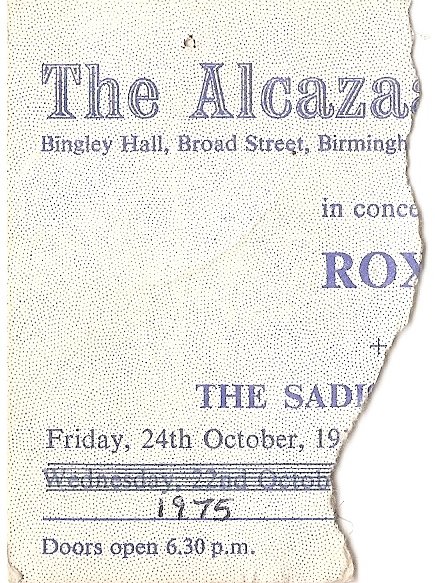 The Alcazaa
Bingley Hall, Broad Street, Birmingh
in conce
ROX
+
THE SADI
Friday, 24th October, 19
Wednesday, 22nd Octob
1975
Doors open 6.30 p.m.